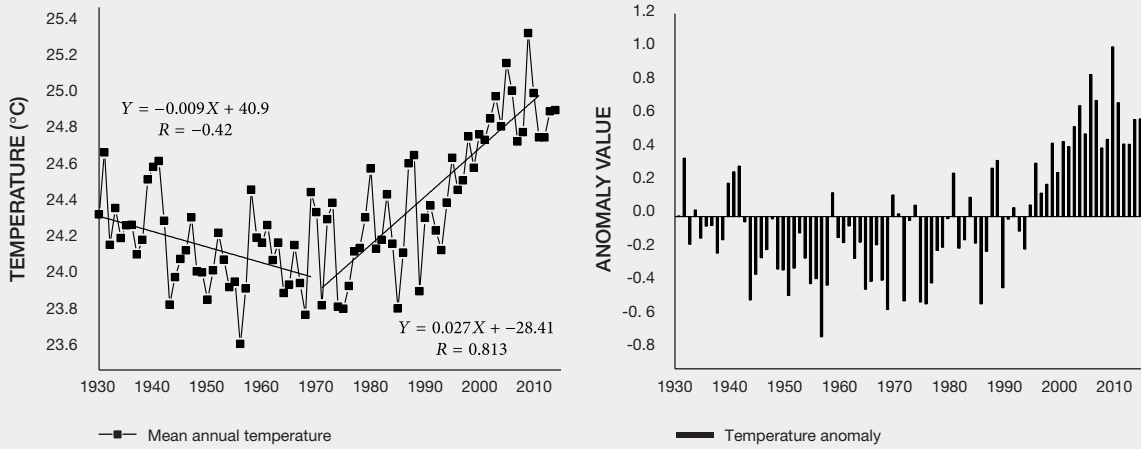 TEMPERATURE (°C)
25.4
25.2
25.0
24.8
24.6
24.4
24.2
24.0
23.8
23.6
Y = −0.009X + 40.9
R = −0.42
Y = 0.027X + −28.41
R = 0.813
1930 1940 1950 1960 1970 1980 1990 2000 2010
Mean annual temperature
ANOMALY VALUE
1.2
1.0
0.8
0.6
0.4
0.2
0.0
-0.2
-0.4
-0. 6
-0.8
1930 1940 1950 1960 1970 1980 1990 2000 2010
Temperature anomaly